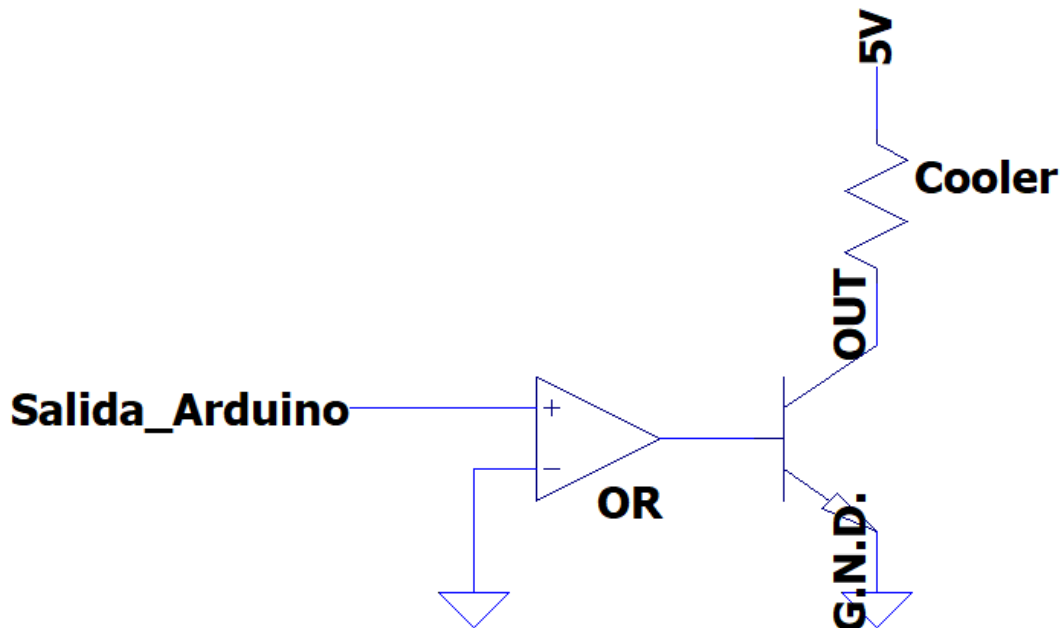 5V
Cooler
OUT
Salida_Arduino
+
−
OR
G.N.D.